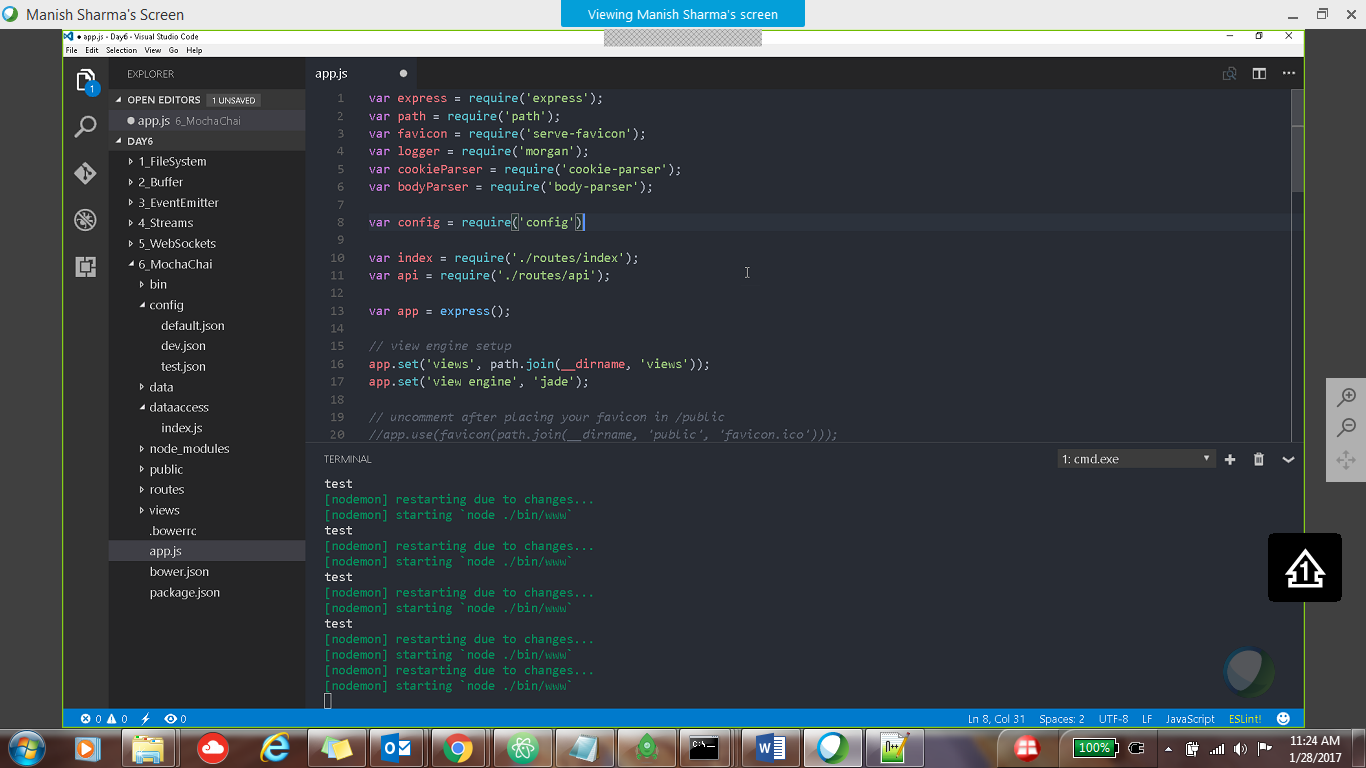 Manish Sharma's Screen
Viewing Manish Sharma's screen
● app.js - Day6 - Visual Studio Code
File Edit Selection View Go Help
1
EXPLORER
OPEN EDITORS 1 UNSAVED
● app.js 6_MochaChai
DAY6
1_FileSystem
2_Buffer
3_EventEmitter
4_Streams
5_WebSockets
6_MochaChai
bin
config
default.json
dev.json
test.json
data
dataaccess
index.js
node_modules
public
routes
views
.bowerrc
app.js
bower.json
package.json
app.js
1 var express = require('express');
2 var path = require('path');
3 var favicon = require('serve-favicon');
4 var logger = require('morgan');
5 var cookieParser = require('cookie-parser');
6 var bodyParser = require('body-parser');
7
8 var config = require('config')
9
10 var index = require('./routes/index');
11 var api = require('./routes/api');
12
13 var app = express();
14
15 // view engine setup
16 app.set('views', path.join(__dirname, 'views'));
17 app.set('view engine', 'jade');
18
19 // uncomment after placing your favicon in /public
20 //app.use(favicon(path.join(__dirname, 'public', 'favicon.ico')));
TERMINAL
1: cmd.exe
test
[nodemon] restarting due to changes...
[nodemon] starting `node ./bin/www`
test
[nodemon] restarting due to changes...
[nodemon] starting `node ./bin/www`
test
[nodemon] restarting due to changes...
[nodemon] starting `node ./bin/www`
test
[nodemon] restarting due to changes...
[nodemon] starting `node ./bin/www`
[nodemon] restarting due to changes...
[nodemon] starting `node ./bin/www`
1
0 0 0
Ln 8, Col 31 Spaces: 2 UTF-8 LF JavaScript ESLint!
100%
11:24 AM
1/28/2017